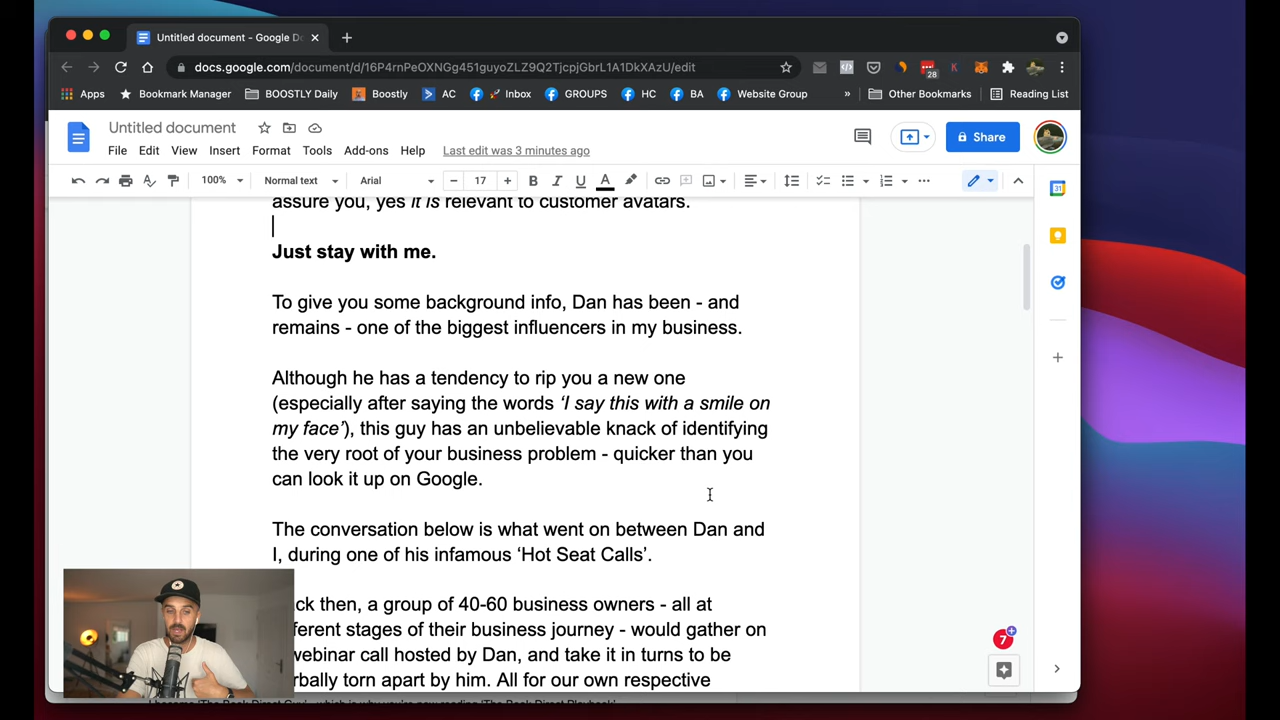 Untitled document - Google Do
docs.google.com/document/d/16P4rnPeOXNGg451guyoZLZ9Q2TjcpjGbrL1A1DkXAzU/edit
28
Apps
Bookmark Manager
BOOSTLY Daily
Boostly
AC
Inbox
GROUPS
HC
BA
Website Group
»
Other Bookmarks
Reading List
Untitled document
File Edit View Insert Format Tools Add-ons Help Last edit was 3 minutes ago
Share
100% Normal text Arial 17
B I U A
31
assure you, yes it is relevant to customer avatars.
Just stay with me.
To give you some background info, Dan has been - and
remains - one of the biggest influencers in my business.
Although he has a tendency to rip you a new one
(especially after saying the words ‘I say this with a smile on
my face’), this guy has an unbelievable knack of identifying
the very root of your business problem - quicker than you
can look it up on Google.
The conversation below is what went on between Dan and
I, during one of his infamous ‘Hot Seat Calls’.
ck then, a group of 40-60 business owners - all at
ferent stages of their business journey - would gather on
webinar call hosted by Dan, and take it in turns to be
rbally torn apart by him. All for our own respective
7